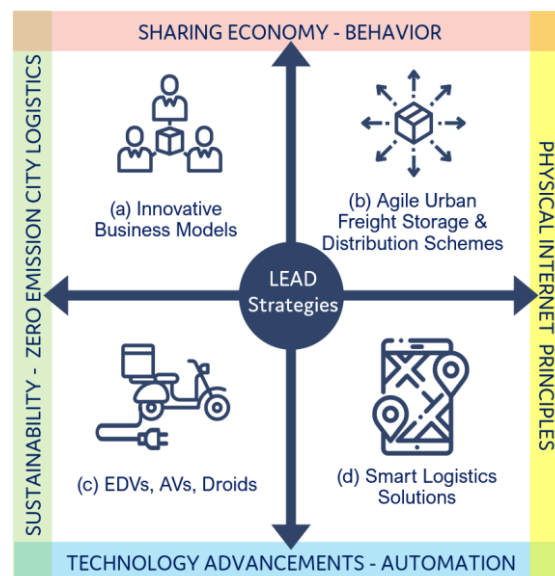 SHARING ECONOMY - BEHAVIOR
SUSTAINABILITY - ZERO EMISSION CITY LOGISTICS
PHYSICAL INTERNET PRINCIPLES
(a) Innovative
Business Models
(b) Agile Urban
Freight Storage &
Distribution Schemes
LEAD
Strategies
(c) EDVs, AVs, Droids
(d) Smart Logistics
Solutions
TECHNOLOGY ADVANCEMENTS - AUTOMATION